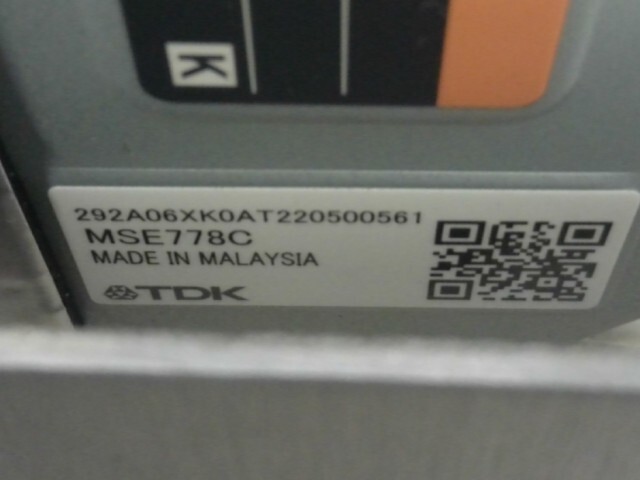 K
292A06XK0AT220500561
MSE778C
MADE IN MALAYSIA
TDK